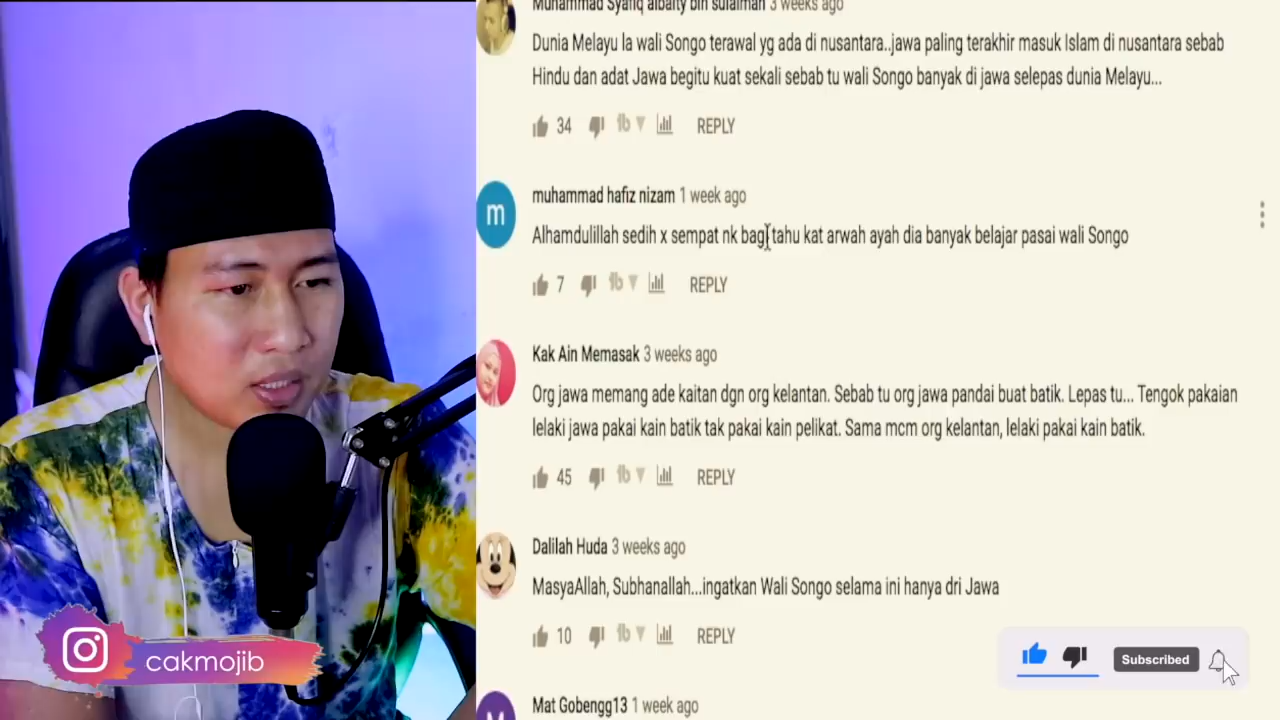 Muhammad Syafiq albaity bin sulaiman 3 weeks ago
Dunia Melayu la wali Songo terawal yg ada di nusantara..jawa paling terakhir masuk Islam di nusantara sebab
Hindu dan adat Jawa begitu kuat sekali sebab tu wali Songo banyak di jawa selepas dunia Melayu...
34
REPLY
m
muhammad hafiz nizam 1 week ago
Alhamdulillah sedih x sempat nk bagi tahu kat arwah ayah dia banyak belajar pasai wali Songo
7
REPLY
Kak Ain Memasak 3 weeks ago
Org jawa memang ade kaitan dgn org kelantan. Sebab tu org jawa pandai buat batik. Lepas tu... Tengok pakaian
lelaki jawa pakai kain batik tak pakai kain pelikat. Sama mcm org kelantan, lelaki pakai kain batik.
45
REPLY
Dalilah Huda 3 weeks ago
MasyaAllah, Subhanallah...ingatkan Wali Songo selama ini hanya dri Jawa
10
REPLY
Mat Gobengg13 1 week ago
cakmojib
Subscribed